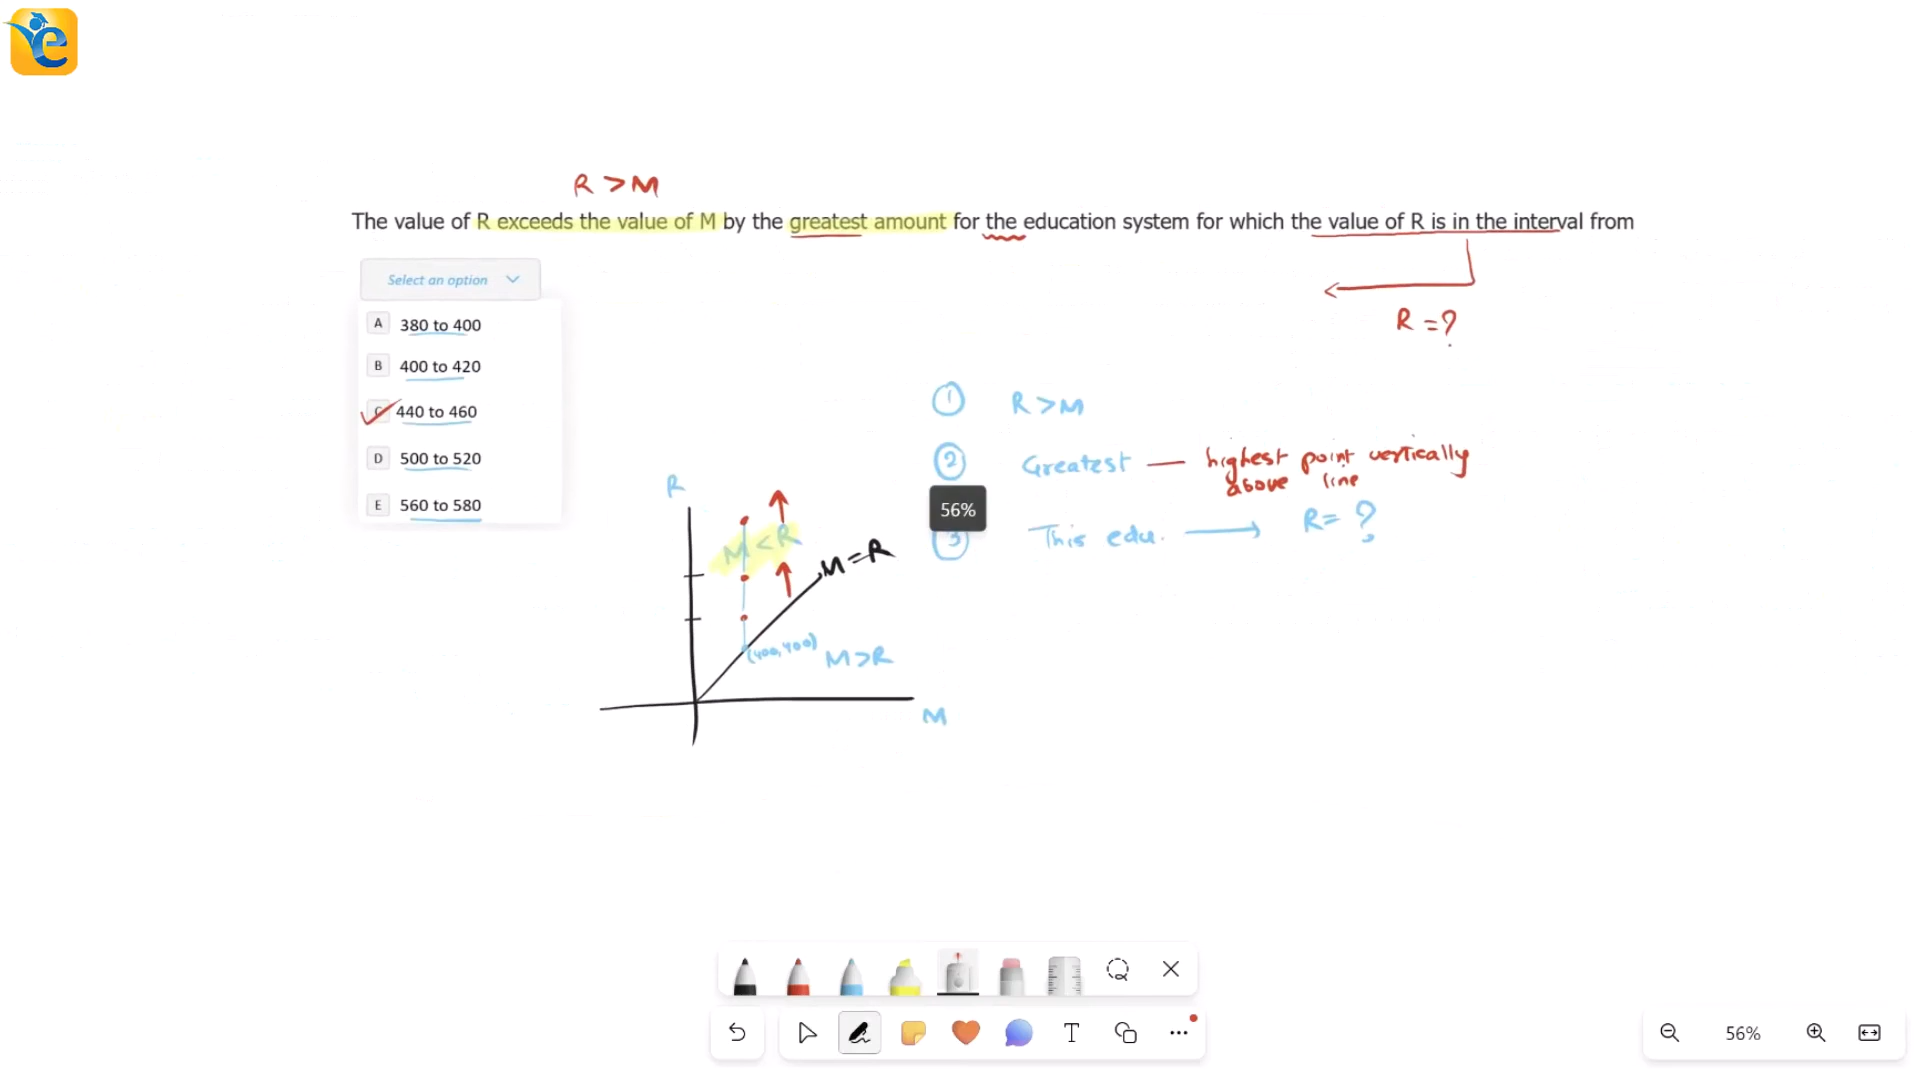 e
R > M
The value of R exceeds the value of M by the greatest amount for the education system for which the value of R is in the interval from
Select an option
A 380 to 400
B 400 to 420
C 440 to 460
D 500 to 520
E 560 to 580
R = ?
1 R > M
2 Greatest — highest point vertically
above line
56%
3 This edu. → R = ?
R
M < R
M = R
(400,400)
M > R
M
T
56%